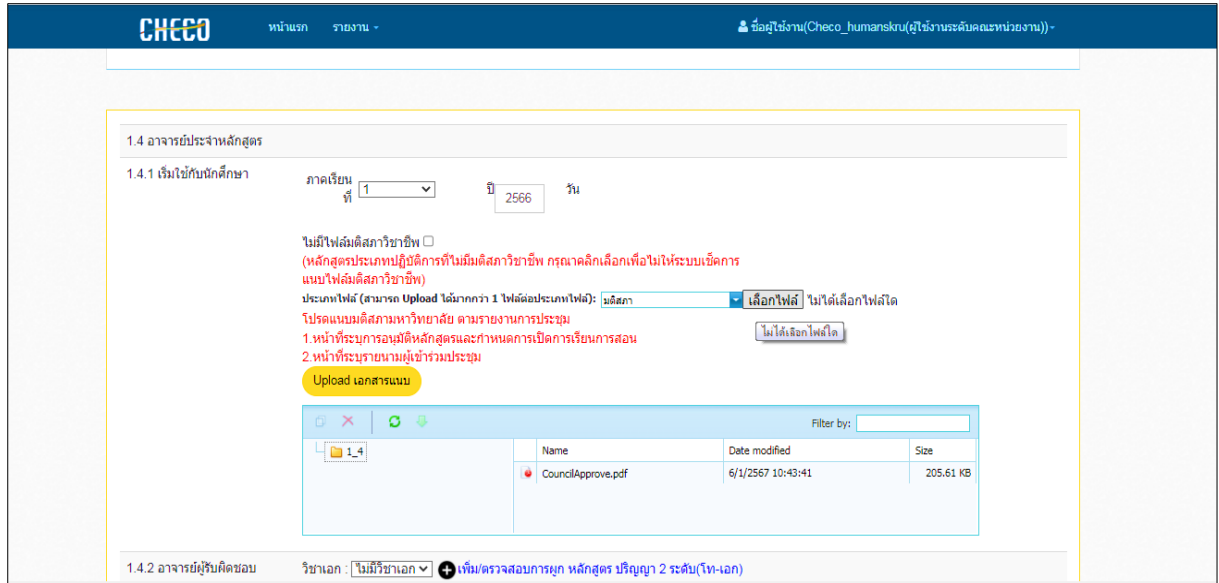 CHECO หน้าแรก รายงาน ชื่อผู้ใช้งาน(Checo_humanskru(ผู้ใช้งานระดับคณะหน่วยงาน))
1.4 อาจารย์ประจำหลักสูตร
1.4.1 เริ่มใช้กับนักศึกษา
ภาคเรียน
ที่ 1 ปี 2566 วัน
ไม่มีไฟล์มติสภาวิชาชีพ
(หลักสูตรประเภทปฏิบัติการที่ไม่มีมติสภาวิชาชีพ กรุณาคลิกเลือกเพื่อไม่ให้ระบบเช็คการ
แนบไฟล์มติสภาวิชาชีพ)
ประเภทไฟล์ (สามารถ Upload ได้มากกว่า 1 ไฟล์ต่อประเภทไฟล์): มติสภา เลือกไฟล์ ไม่ได้เลือกไฟล์ใด
โปรดแนบมติสภามหาวิทยาลัย ตามรายงานการประชุม
ไม่ได้เลือกไฟล์ใด
1.หน้าที่ระบุการอนุมัติหลักสูตรและกำหนดการเปิดการเรียนการสอน
2.หน้าที่ระบุรายนามผู้เข้าร่วมประชุม
Upload เอกสารแนบ
Filter by:
1_4 Name Date modified Size
CouncilApprove.pdf 6/1/2567 10:43:41 205.61 KB
1.4.2 อาจารย์ผู้รับผิดชอบ วิชาเอก : ไม่มีวิชาเอก เพิ่ม/ตรวจสอบการผูก หลักสูตร ปริญญา 2 ระดับ(โท-เอก)